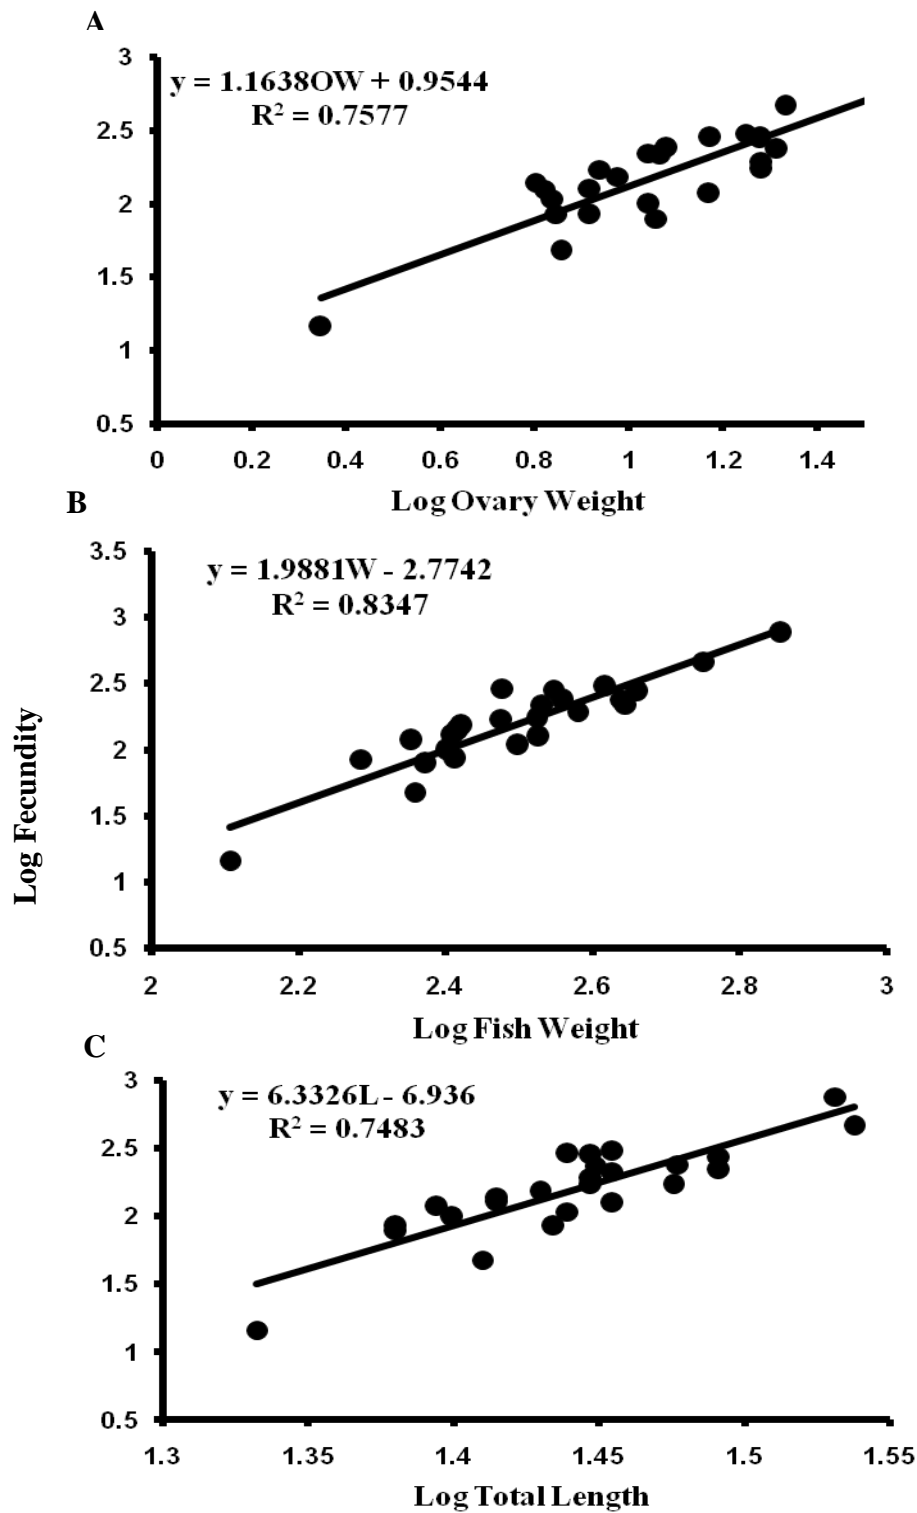 A
y = 1.1638OW + 0.9544
R² = 0.7577
3
2.5
2
1.5
1
0.5
0 0.2 0.4 0.6 0.8 1 1.2 1.4
Log Ovary Weight
B
y = 1.9881W - 2.7742
R² = 0.8347
3.5
3
2.5
2
1.5
1
0.5
2 2.2 2.4 2.6 2.8 3
Log Fish Weight
Log Fecundity
C
y = 6.3326L - 6.936
R² = 0.7483
3
2.5
2
1.5
1
0.5
1.3 1.35 1.4 1.45 1.5 1.55
Log Total Length